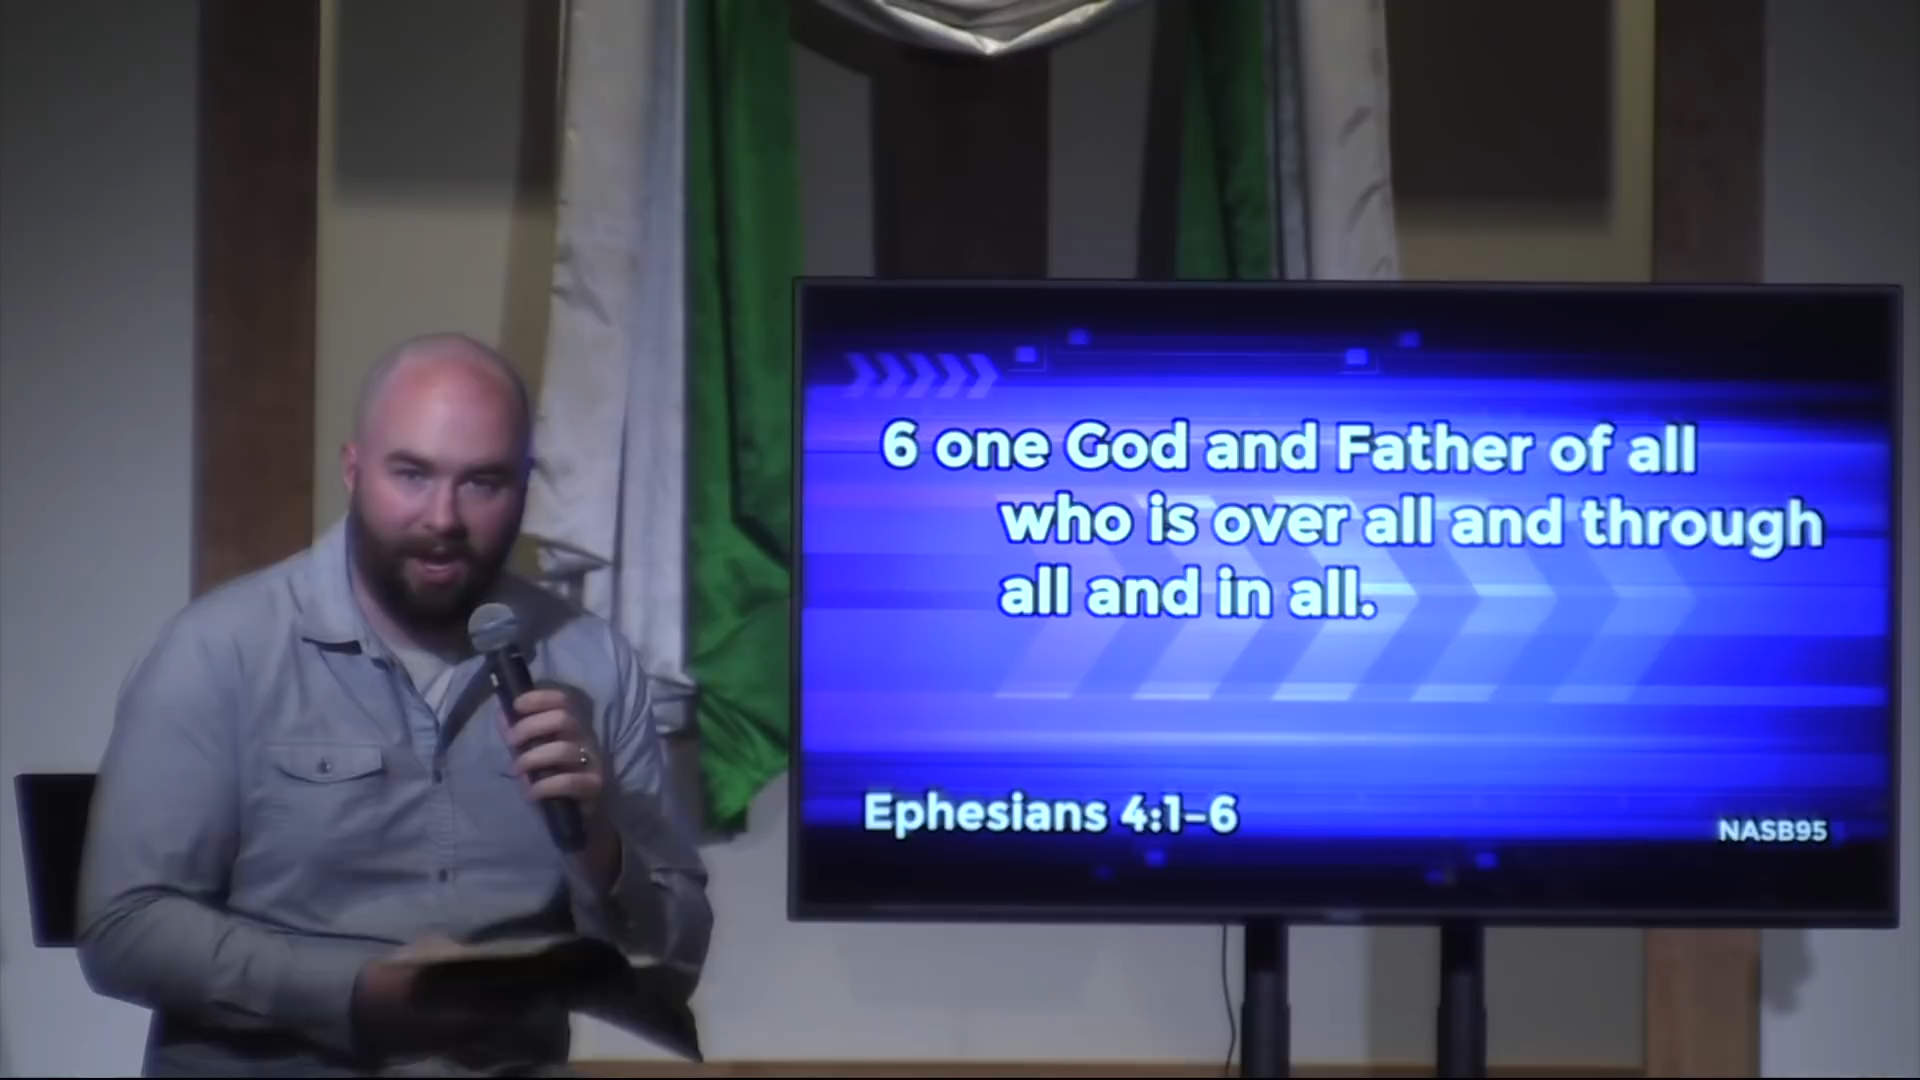 6 one God and Father of all
who is over all and through
all and in all.
Ephesians 4:1–6
NASB95